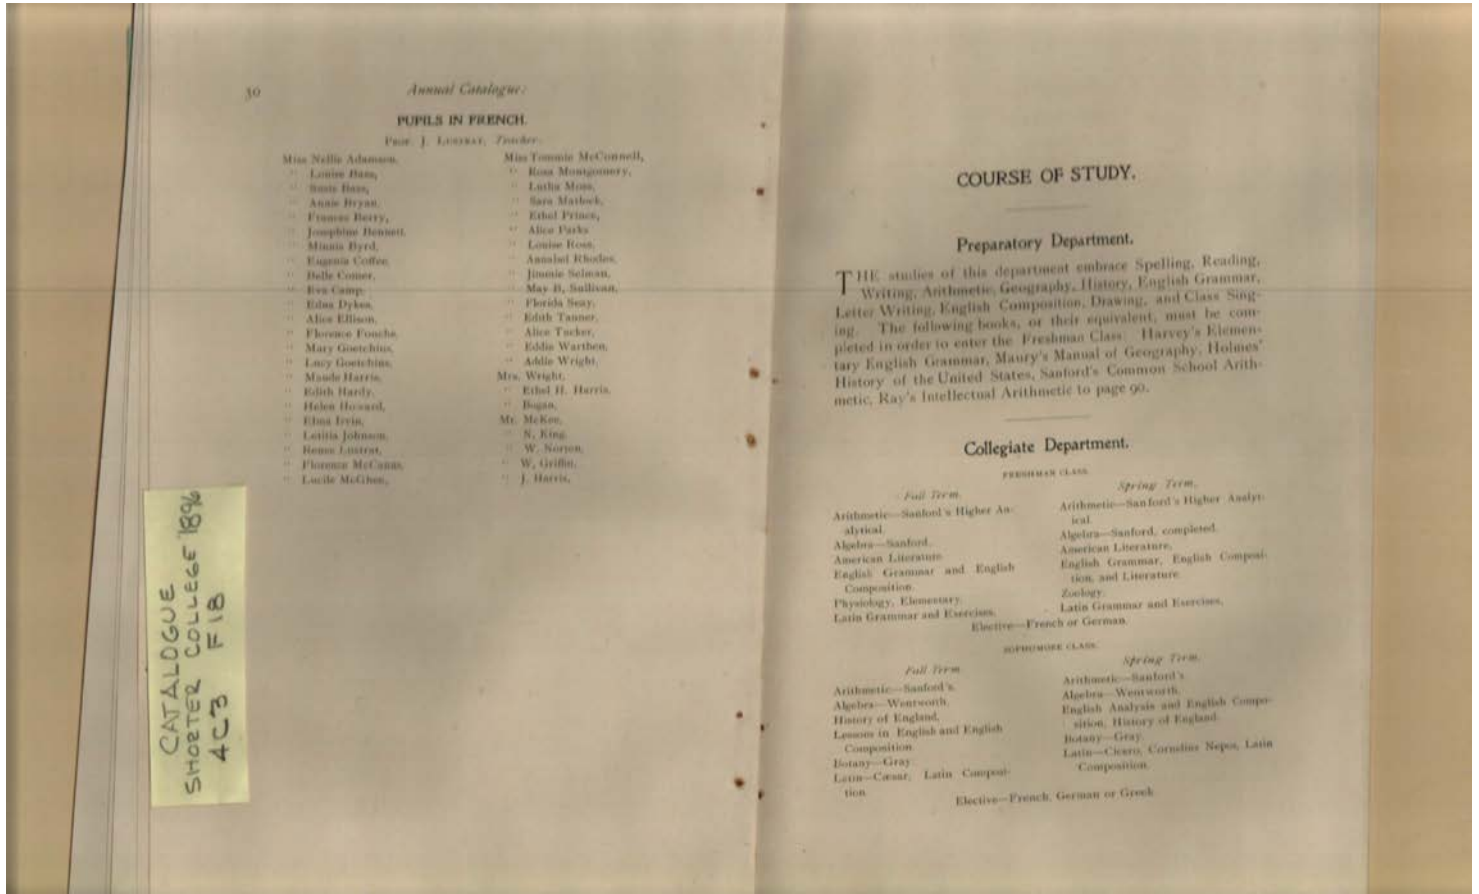 30
Annual Catalogue.
PUPILS IN FRENCH.
Prof. J. Lustrat, Teacher.
Miss Nellie Adamson,
" Louise Bass,
" Susie Bass,
" Annie Bryan,
" Frances Berry,
" Josephine Bennett,
" Minnie Byrd,
" Eugenia Coffee,
" Belle Comer,
" Eva Camp,
" Edna Dykes,
" Alice Ellison,
" Florence Fouche,
" Mary Goetchius,
" Lucy Goetchius,
" Maude Harris,
" Edith Hardy,
" Helen Howard,
" Elma Irvin,
" Letitia Johnson,
" Renee Lustrat,
" Florence McCanns,
" Lucile McGhee,
Miss Tommie McConnell,
" Rosa Montgomery,
" Lutha Moss,
" Sara Matlock,
" Ethel Prince,
" Alice Parks
" Louise Ross,
" Annabel Rhodes,
" Jimmie Selman,
" May B, Sullivan,
" Florida Seay,
" Edith Tanner,
" Alice Tucker,
" Eddie Warthen,
" Addie Wright,
Mrs. Wright,
" Ethel H. Harris,
" Bogan,
Mr. McKee,
" N. King,
" W. Norton,
" W. Griffin,
" J. Harris,
CATALOGUE
SHORTER COLLEGE 1896
4C3 F18
COURSE OF STUDY.
Preparatory Department.
THE studies of this department embrace Spelling, Reading,
Writing, Arithmetic, Geography, History, English Grammar,
Letter Writing, English Composition, Drawing, and Class Sing-
ing. The following books, or their equivalent, must be com-
pleted in order to enter the Freshman Class: Harvey's Elemen-
tary English Grammar, Maury's Manual of Geography, Holmes'
History of the United States, Sanford's Common School Arith-
metic, Ray's Intellectual Arithmetic to page 90.
Collegiate Department.
FRESHMAN CLASS.
Fall Term.
Arithmetic—Sanford's Higher An-
alytical.
Algebra—Sanford.
American Literature.
English Grammar and English
Composition.
Physiology, Elementary.
Latin Grammar and Exercises.
Spring Term.
Arithmetic—Sanford's Higher Analyt-
ical.
Algebra—Sanford, completed.
American Literature,
English Grammar, English Composi-
tion, and Literature.
Zoology.
Latin Grammar and Exercises,
Elective—French or German.
SOPHOMORE CLASS.
Fall Term.
Arithmetic—Sanford's.
Algebra—Wentworth.
History of England.
Lessons in English and English
Composition.
Botany—Gray.
Latin—Cæsar, Latin Composi-
tion.
Spring Term.
Arithmetic—Sanford's.
Algebra—Wentworth.
English Analysis and English Compo-
sition, History of England.
Botany—Gray.
Latin—Cicero, Cornelius Nepos, Latin
Composition.
Elective—French, German or Greek.